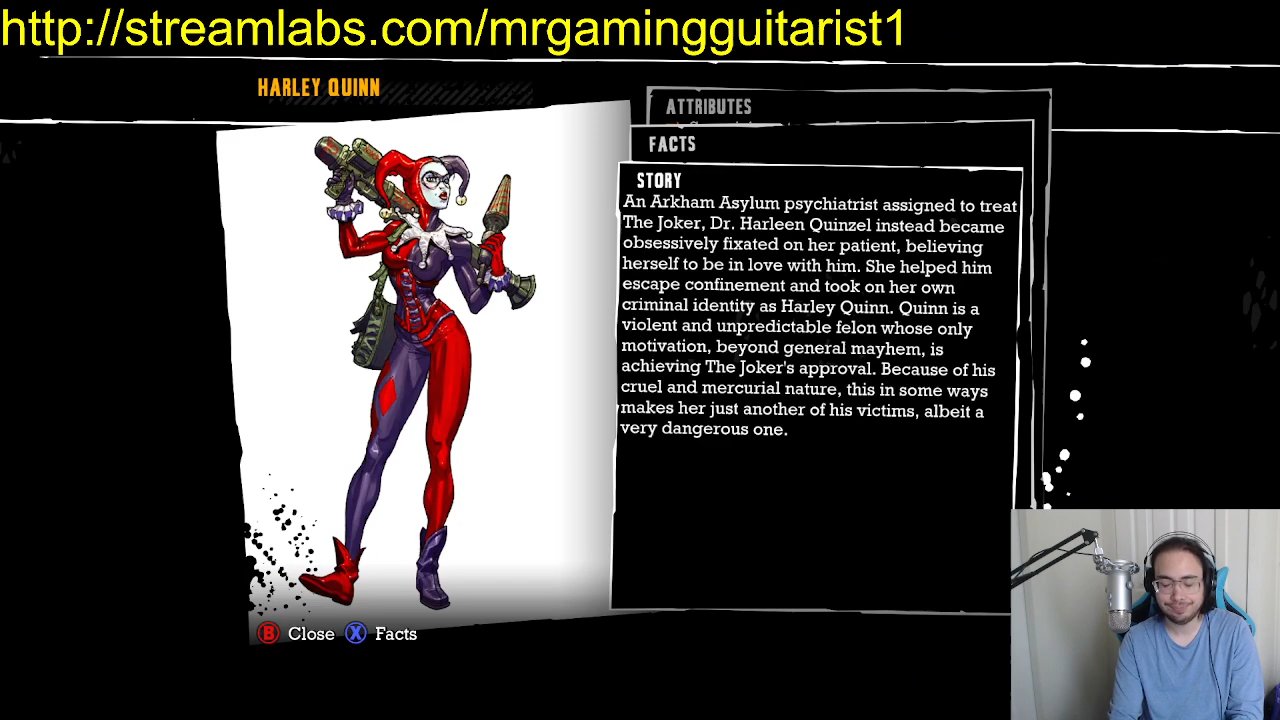 http://streamlabs.com/mrgamingguitarist1
HARLEY QUINN
ATTRIBUTES
FACTS
STORY
An Arkham Asylum psychiatrist assigned to treat
The Joker, Dr. Harleen Quinzel instead became
obsessively fixated on her patient, believing
herself to be in love with him. She helped him
escape confinement and took on her own
criminal identity as Harley Quinn. Quinn is a
violent and unpredictable felon whose only
motivation, beyond general mayhem, is
achieving The Joker's approval. Because of his
cruel and mercurial nature, this in some ways
makes her just another of his victims, albeit a
very dangerous one.
B Close X Facts